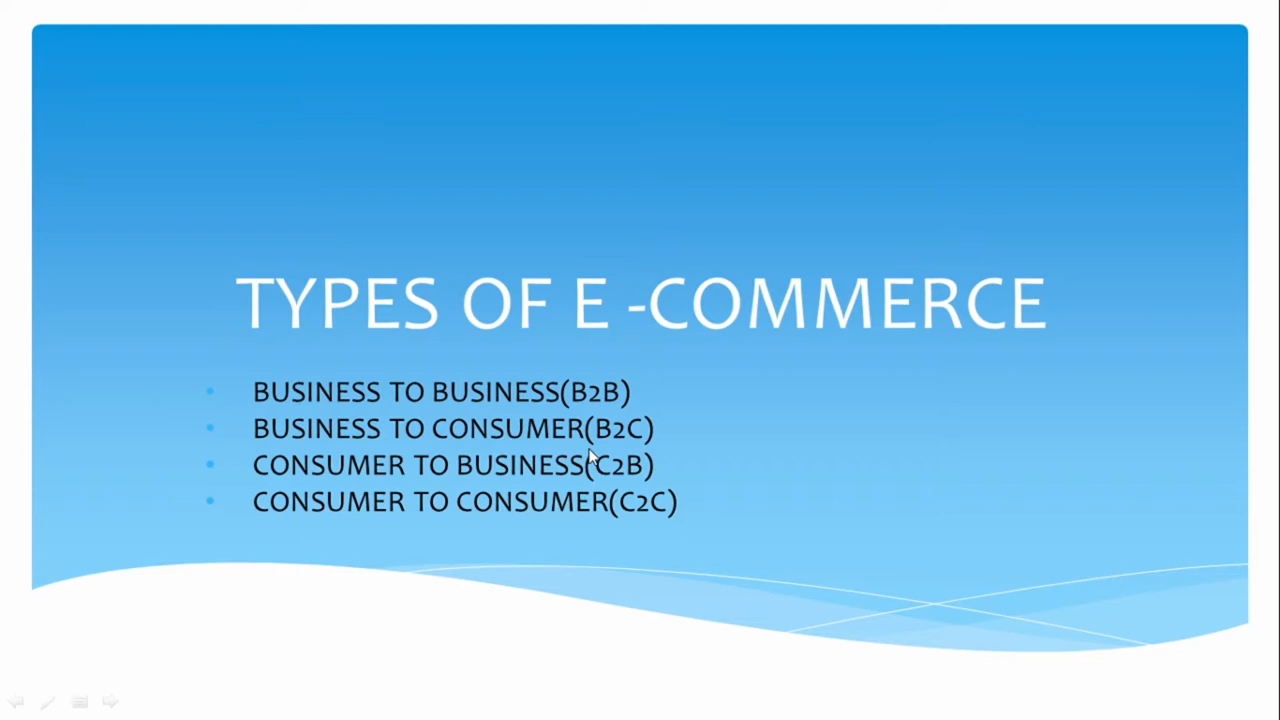 TYPES OF E -COMMERCE
• BUSINESS TO BUSINESS(B2B)
• BUSINESS TO CONSUMER(B2C)
• CONSUMER TO BUSINESS(C2B)
• CONSUMER TO CONSUMER(C2C)